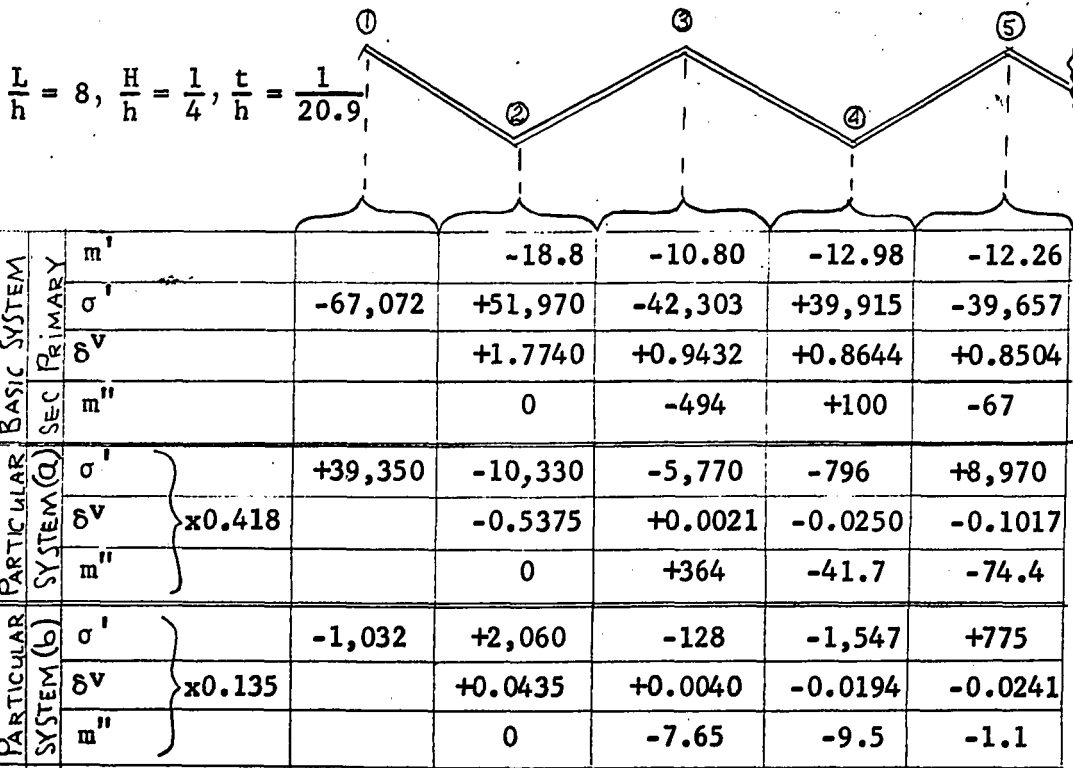 ① ③ ⑤
L/h = 8, H/h = 1/4, t/h = 1/20.9
② ④
BASIC SYSTEM
PRIMARY
m' -18.8 -10.80 -12.98 -12.26
σ' -67,072 +51,970 -42,303 +39,915 -39,657
δᵛ +1.7740 +0.9432 +0.8644 +0.8504
SEC
m" 0 -494 +100 -67
PARTICULAR SYSTEM (a)
σ' +39,350 -10,330 -5,770 -796 +8,970
δᵛ x0.418 -0.5375 +0.0021 -0.0250 -0.1017
m" 0 +364 -41.7 -74.4
PARTICULAR SYSTEM (b)
σ' -1,032 +2,060 -128 -1,547 +775
δᵛ x0.135 +0.0435 +0.0040 -0.0194 -0.0241
m" 0 -7.65 -9.5 -1.1